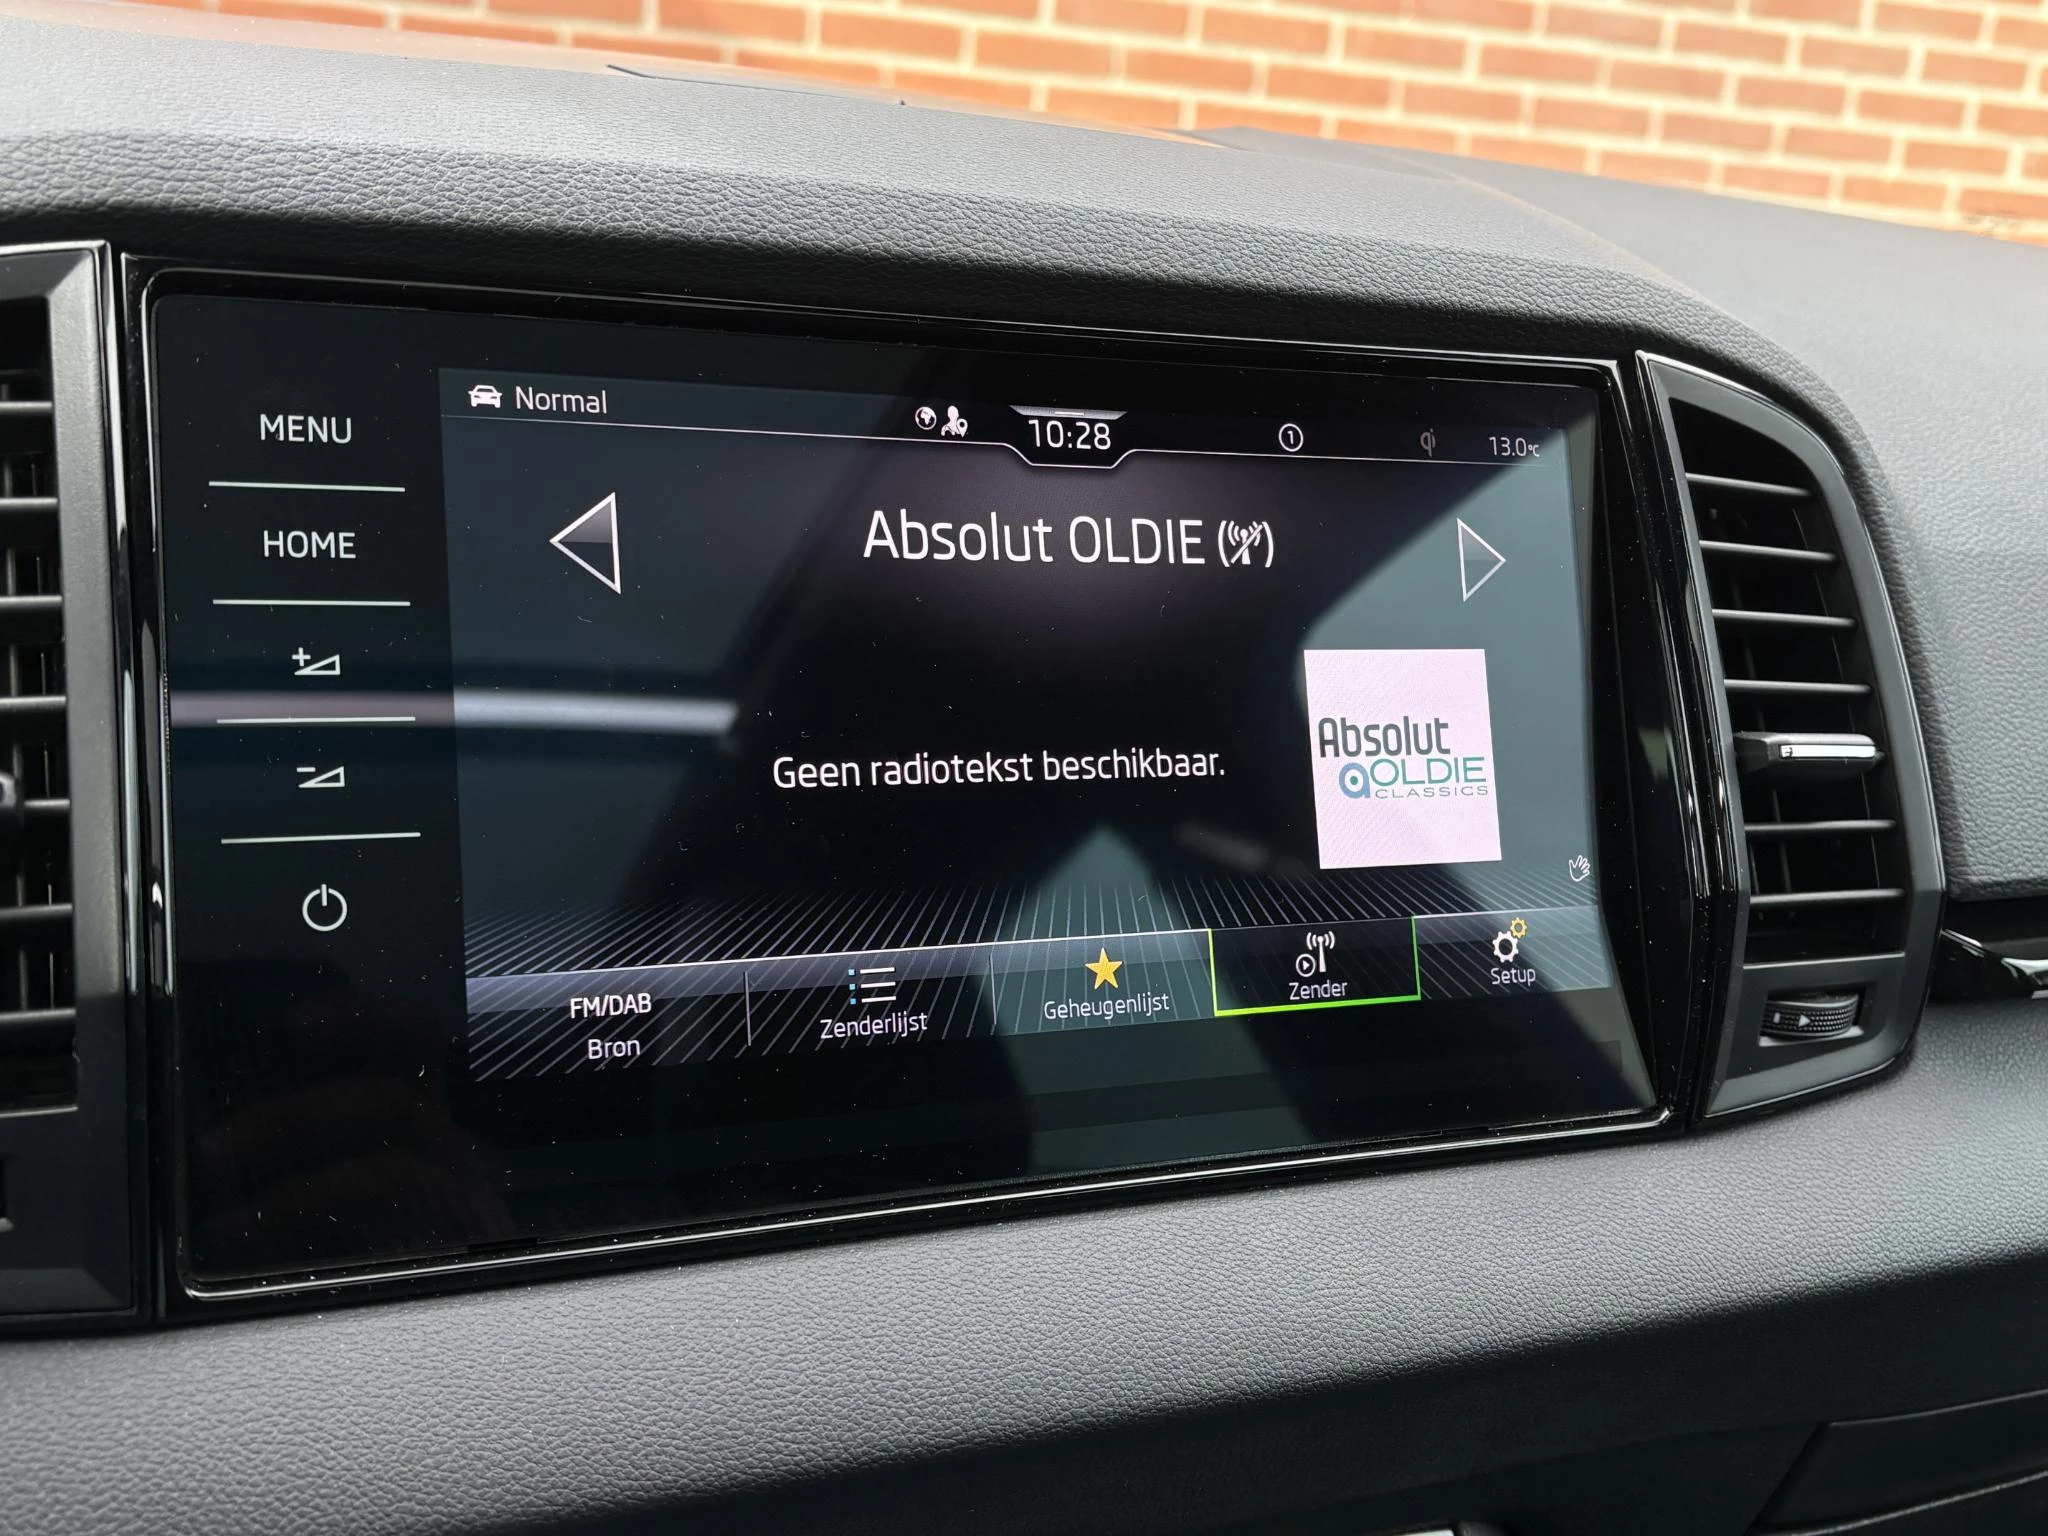 Normal
10:28
1
13.0°C
MENU
HOME
Absolut OLDIE
Geen radiotekst beschikbaar.
Absolut
OLDIE
CLASSICS
FM/DAB
Bron
Zenderlijst
Geheugenlijst
Zender
Setup